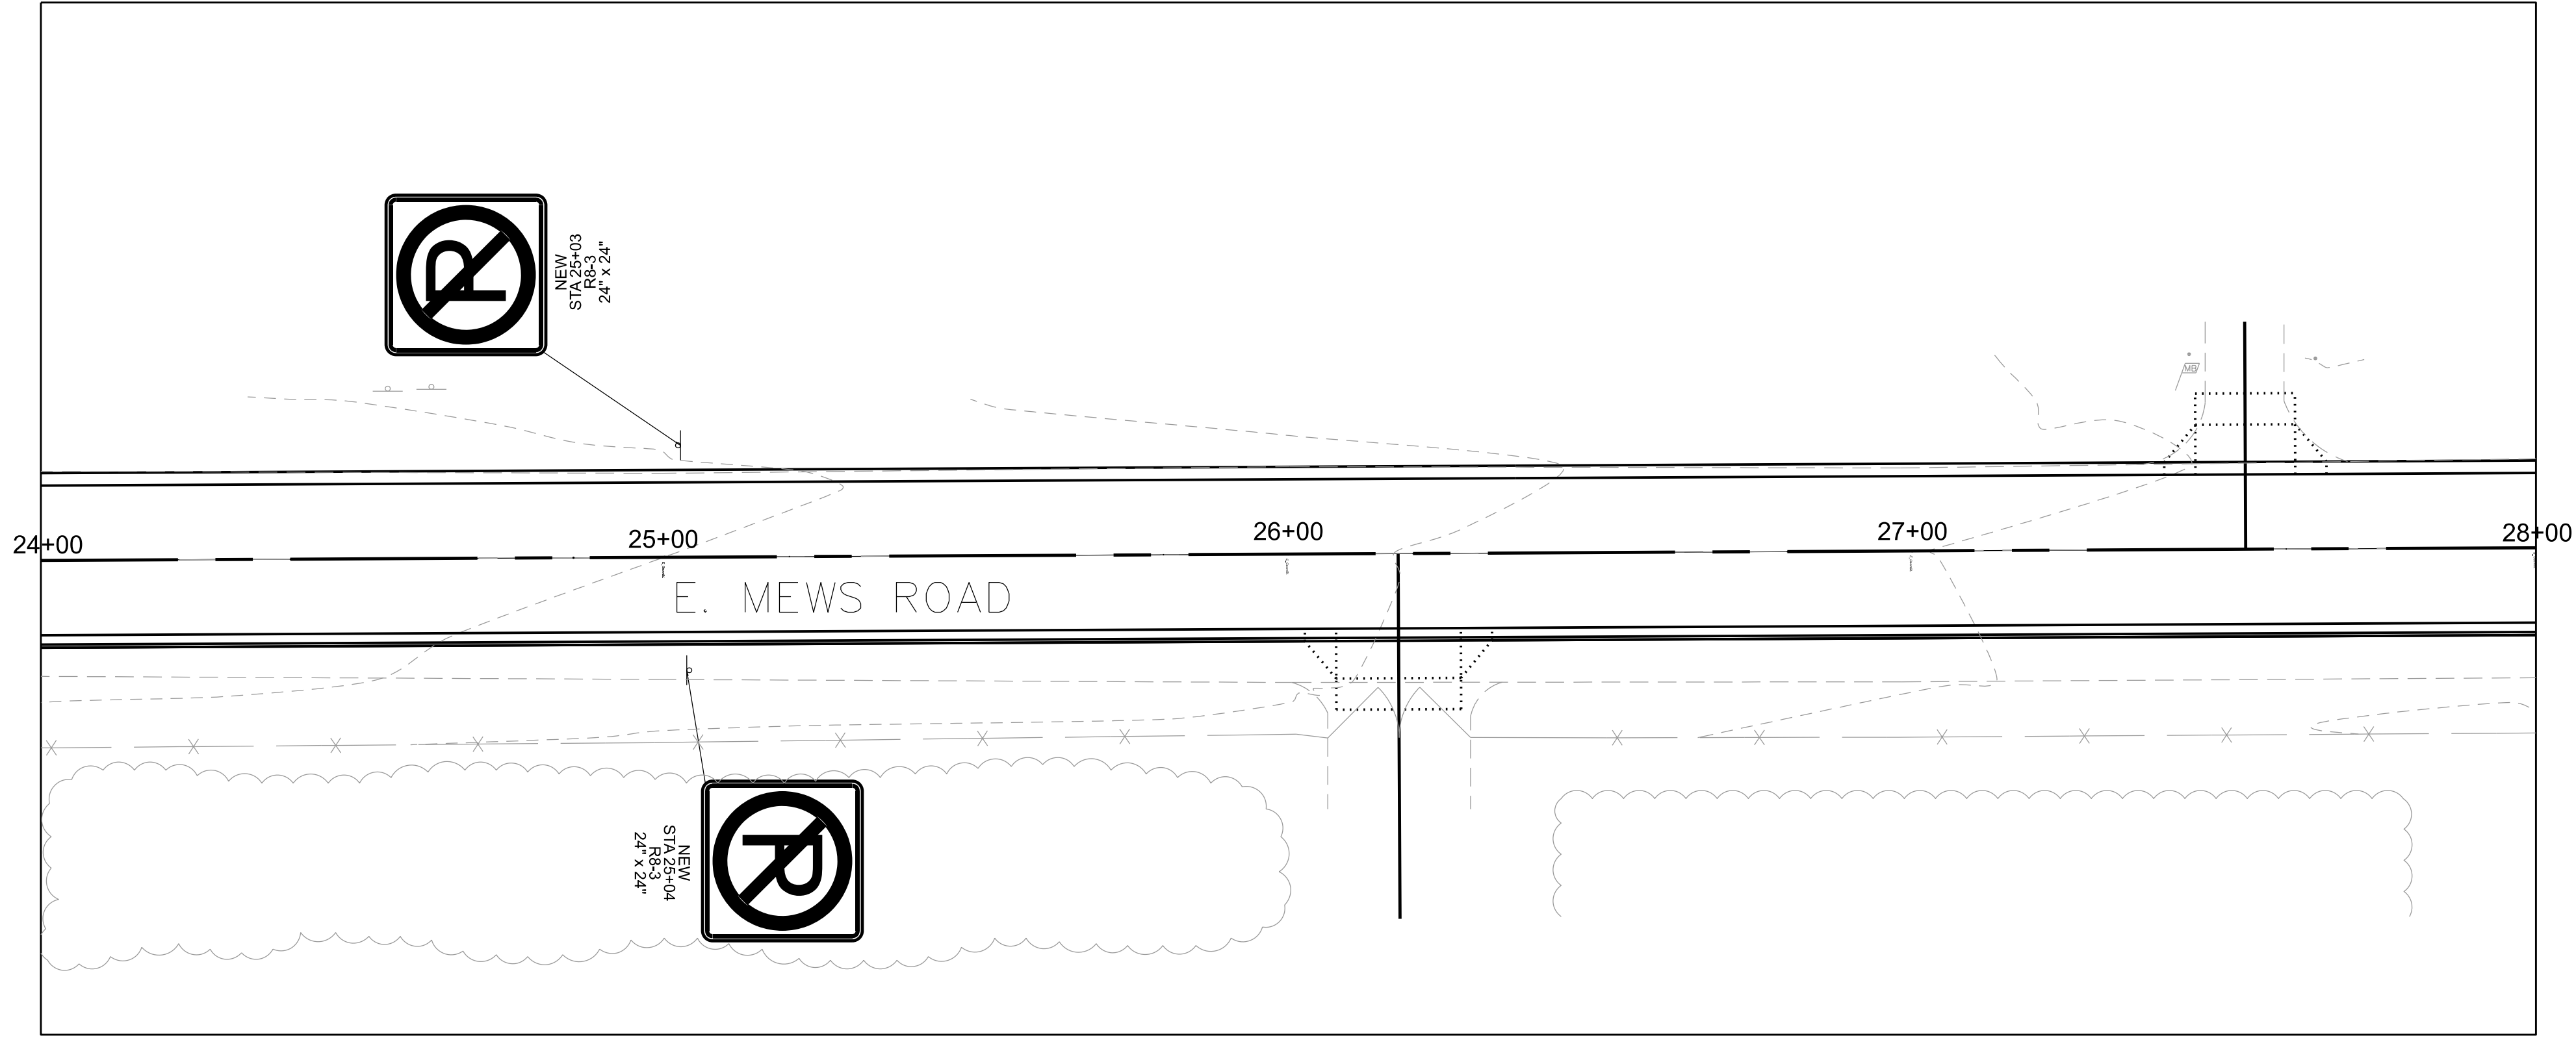 NEW
STA 25+03
R8-3
24" x 24"
MB
24+00
25+00
26+00
27+00
28+00
E. MEWS ROAD
NEW
STA 25+04
R8-3
24" x 24"
P
P